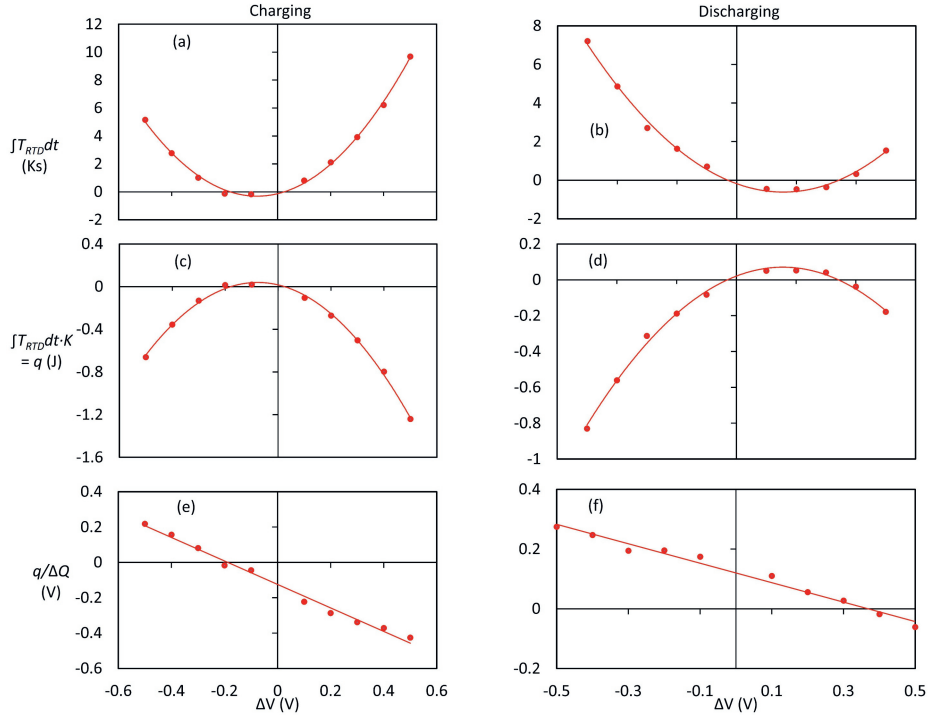 Charging
Discharging
12
10
8
6
4
2
0
-2
(a)
∫T_RTD dt
(Ks)
8
6
4
2
0
-2
(b)
0.4
0
-0.4
-0.8
-1.2
-1.6
(c)
∫T_RTD dt·K
= q (J)
0.4
0.2
0
-0.2
-0.4
-0.6
-0.8
-1
(d)
0.4
0.2
0
-0.2
-0.4
-0.6
(e)
q/ΔQ
(V)
-0.6 -0.4 -0.2 0 0.2 0.4 0.6
ΔV (V)
0.4
0.2
0
0.2
(f)
-0.5 -0.3 -0.1 0.1 0.3 0.5
ΔV (V)